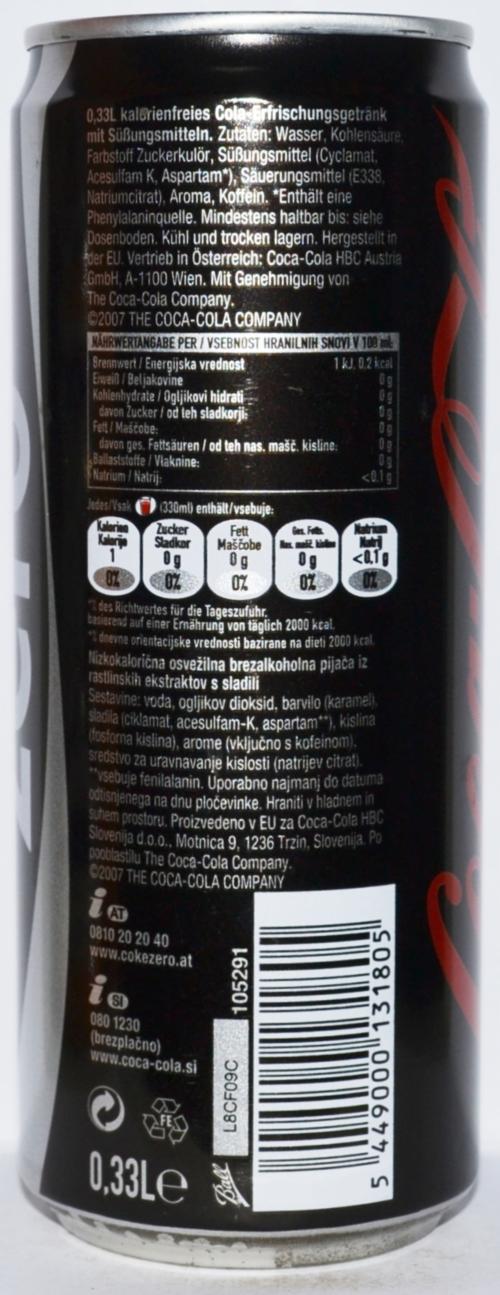 0,33L kalorienfreies Cola-Erfrischungsgetränk
mit Süßungsmitteln. Zutaten: Wasser, Kohlensäure,
Farbstoff Zuckerkulör, Süßungsmittel (Cyclamat,
Acesulfam K, Aspartam*), Säuerungsmittel (E338,
Natriumcitrat), Aroma, Koffein. *Enthält eine
Phenylalaninquelle. Mindestens haltbar bis: siehe
Dosenboden. Kühl und trocken lagern. Hergestellt in
der EU. Vertrieb in Österreich: Coca-Cola HBC Austria
GmbH, A-1100 Wien. Mit Genehmigung von
The Coca-Cola Company.
©2007 THE COCA-COLA COMPANY
NÄHRWERTANGABE PER / VSEBNOST HRANILNIH SNOVI V 100 ml:
Brennwert / Energijska vrednost 1 kJ, 0,2 kcal
Eiweiß / Beljakovine 0 g
Kohlenhydrate / Ogljikovi hidrati 0 g
davon Zucker / od teh sladkorji: 0 g
Fett / Maščobe: 0 g
davon ges. Fettsäuren / od teh nas. mašč. kisline: 0 g
Ballaststoffe / Vlaknine: 0 g
Natrium / Natrij: <0,1 g
Jedes/Vsak (330ml) enthält/vsebuje:
Kalorien Kalorije 1 0%
Zucker Sladkor 0 g 0%
Fett Maščobe 0 g 0%
Ges. Fetts. Nas. mašč. kisline 0 g 0%
Natrium Natrij <0,1 g 0%
*% des Richtwertes für die Tageszufuhr,
basierend auf einer Ernährung von täglich 2000 kcal.
*% dnevne orientacijske vrednosti bazirane na dieti 2000 kcal.
Nizkokalorična osvežilna brezalkoholna pijača iz
rastlinskih ekstraktov s sladili
Sestavine: voda, ogljikov dioksid, barvilo (karamel),
sladila (ciklamat, acesulfam-K, aspartam**), kislina
(fosforna kislina), arome (vključno s kofeinom),
sredstvo za uravnavanje kislosti (natrijev citrat).
**vsebuje fenilalanin. Uporabno najmanj do datuma
odtisnjenega na dnu pločevinke. Hraniti v hladnem in
suhem prostoru. Proizvedeno v EU za Coca-Cola HBC
Slovenija d.o.o., Motnica 9, 1236 Trzin, Slovenija. Po
pooblastilu The Coca-Cola Company.
©2007 THE COCA-COLA COMPANY
i AT
0810 20 20 40
www.cokezero.at
i SI
080 1230
(brezplačno)
www.coca-cola.si
FE
0,33L e
Ball
L8CF09C
105291
5 449000 131805
zero